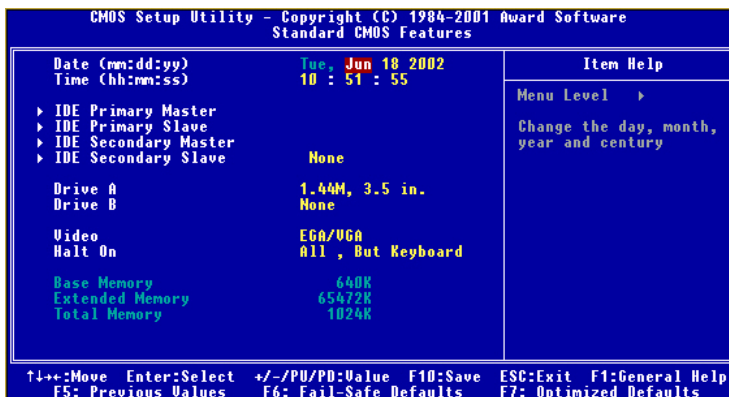 CMOS Setup Utility - Copyright (C) 1984-2001 Award Software
Standard CMOS Features
Date (mm:dd:yy) Tue, Jun 18 2002
Time (hh:mm:ss) 10 : 51 : 55
▶ IDE Primary Master
▶ IDE Primary Slave
▶ IDE Secondary Master
▶ IDE Secondary Slave None
Drive A 1.44M, 3.5 in.
Drive B None
Video EGA/VGA
Halt On All , But Keyboard
Base Memory 640K
Extended Memory 65472K
Total Memory 1024K
Item Help
Menu Level ▶
Change the day, month,
year and century
↑↓→←:Move Enter:Select +/-/PU/PD:Value F10:Save ESC:Exit F1:General Help
F5: Previous Values F6: Fail-Safe Defaults F7: Optimized Defaults